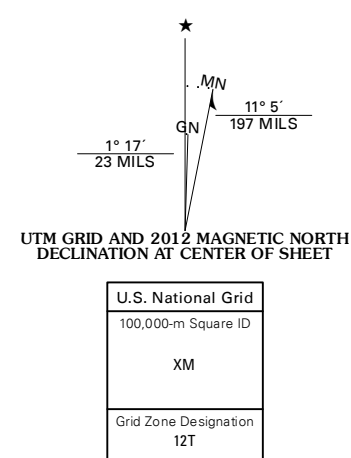 ★
MN
GN
11° 5´
197 MILS
1° 17´
23 MILS
UTM GRID AND 2012 MAGNETIC NORTH
DECLINATION AT CENTER OF SHEET
U.S. National Grid
100,000-m Square ID
XM
Grid Zone Designation
12T